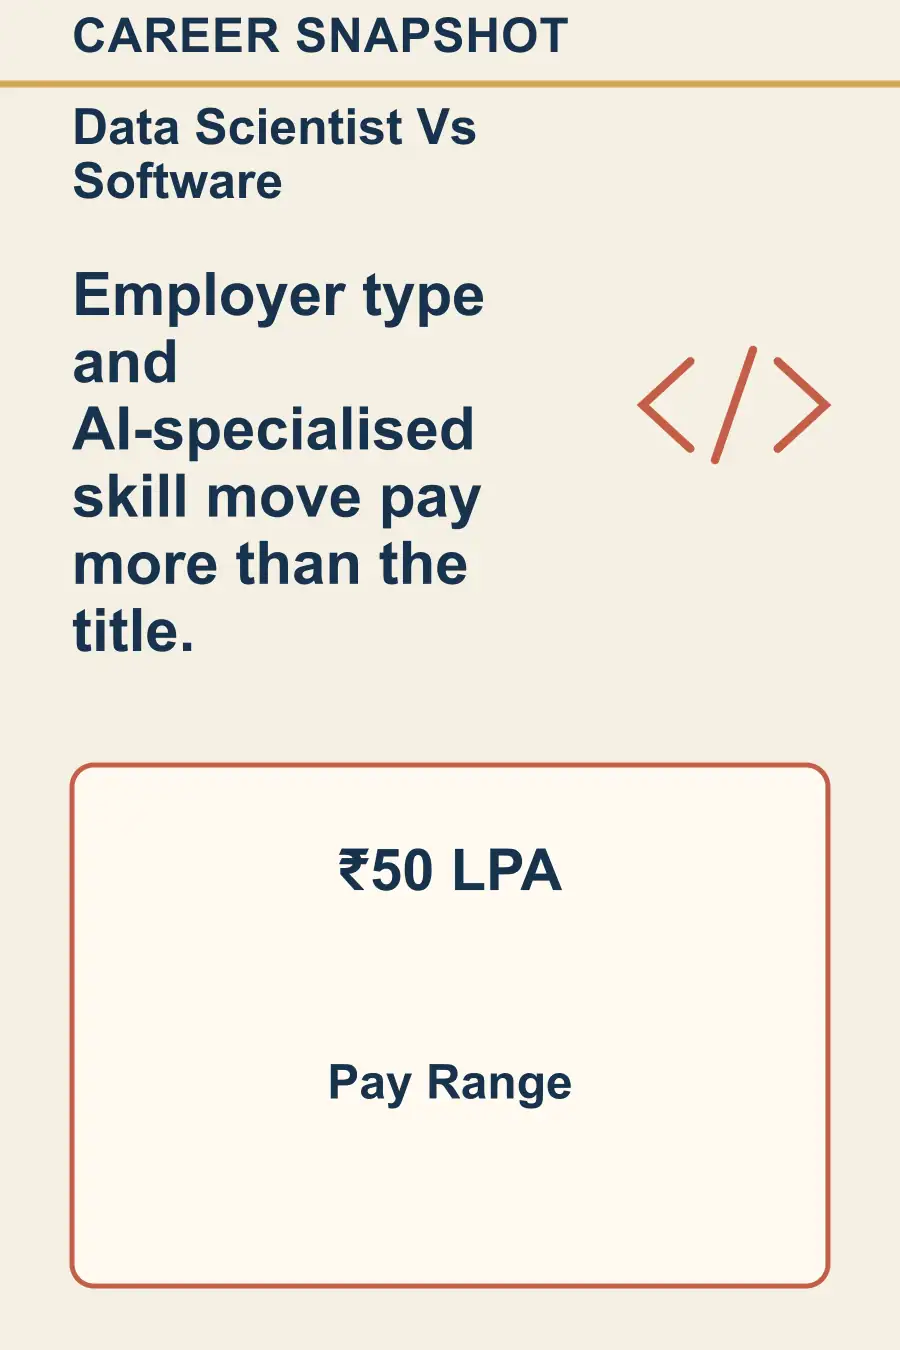 CAREER SNAPSHOT
Data Scientist Vs
Software
Employer type
and
AI-specialised
skill move pay
more than the
title.
</>
₹50 LPA
Pay Range